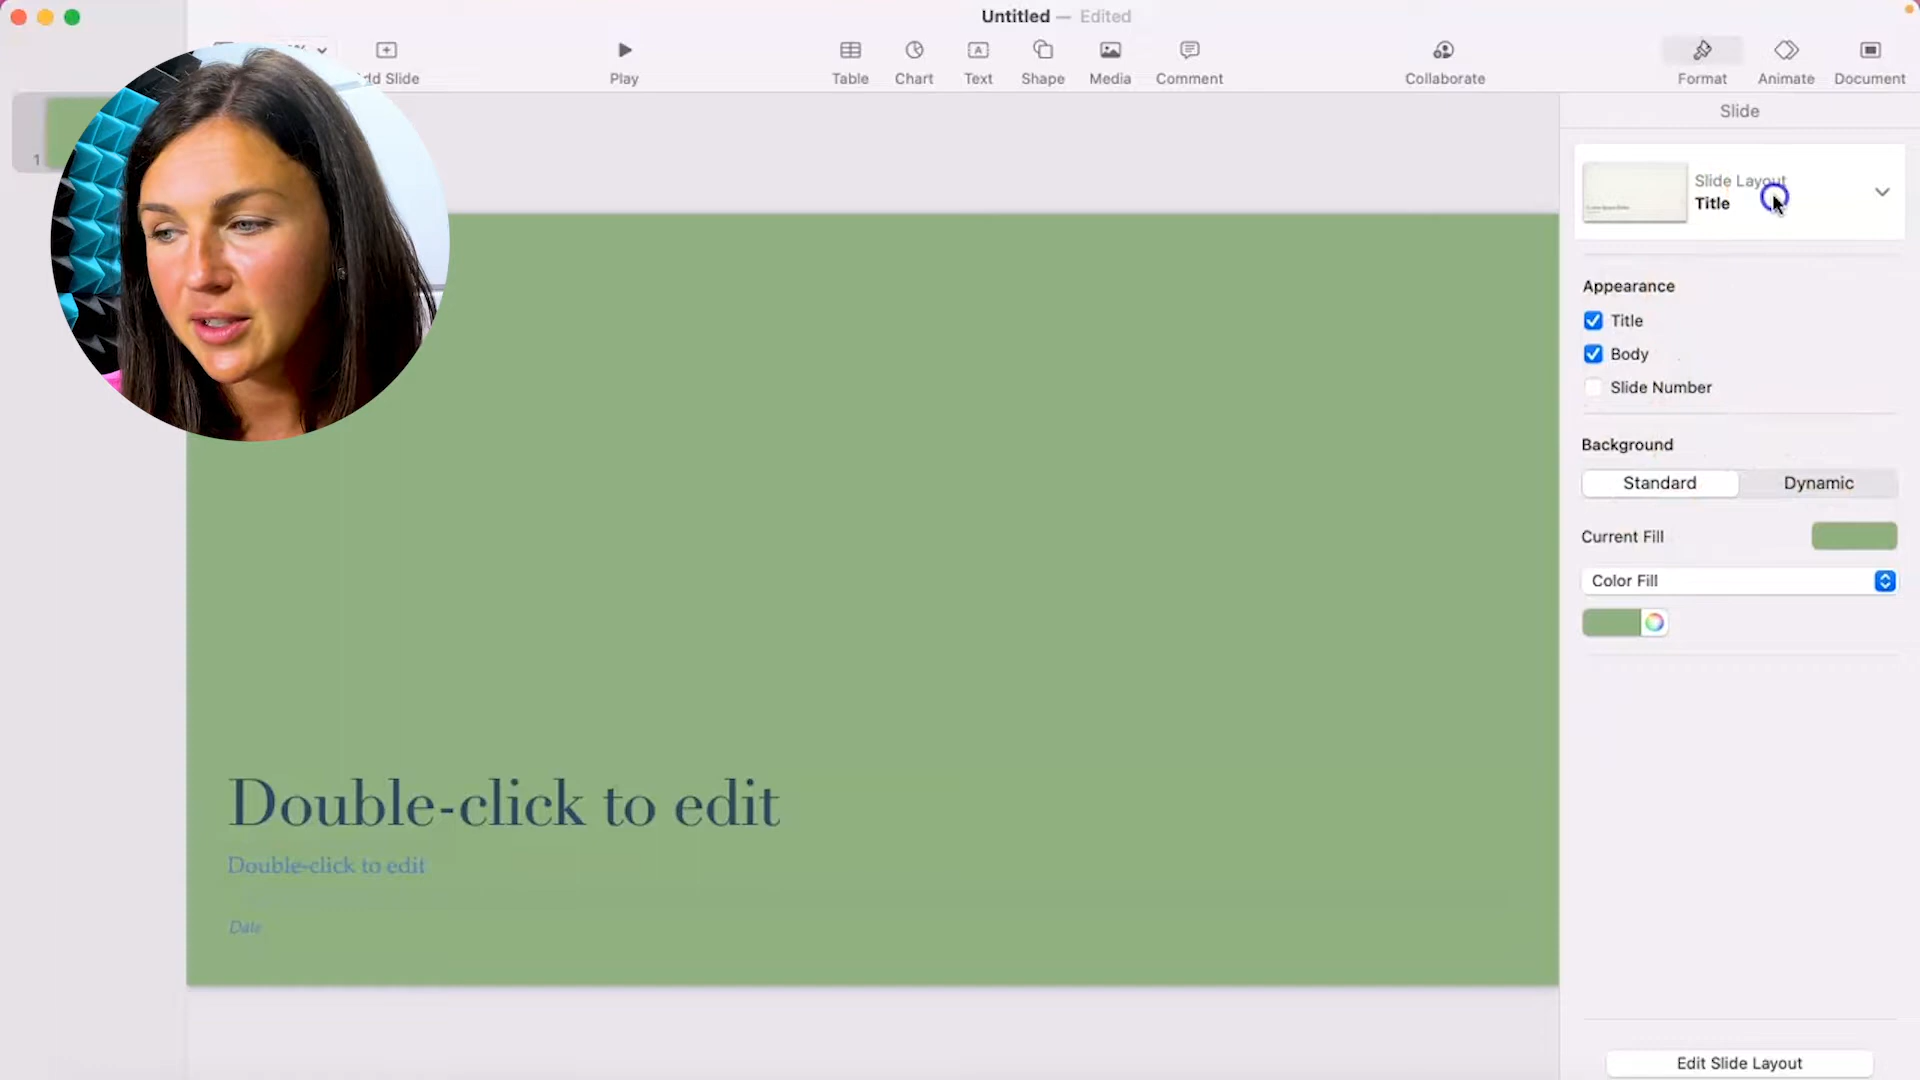 Untitled — Edited
dd Slide
Play
Table
Chart
Text
Shape
Media
Comment
Collaborate
Format
Animate
Document
Slide
1
Slide Layout
Title
Appearance
Title
Body
Slide Number
Background
Standard
Dynamic
Current Fill
Color Fill
Double-click to edit
Double-click to edit
Date
Edit Slide Layout